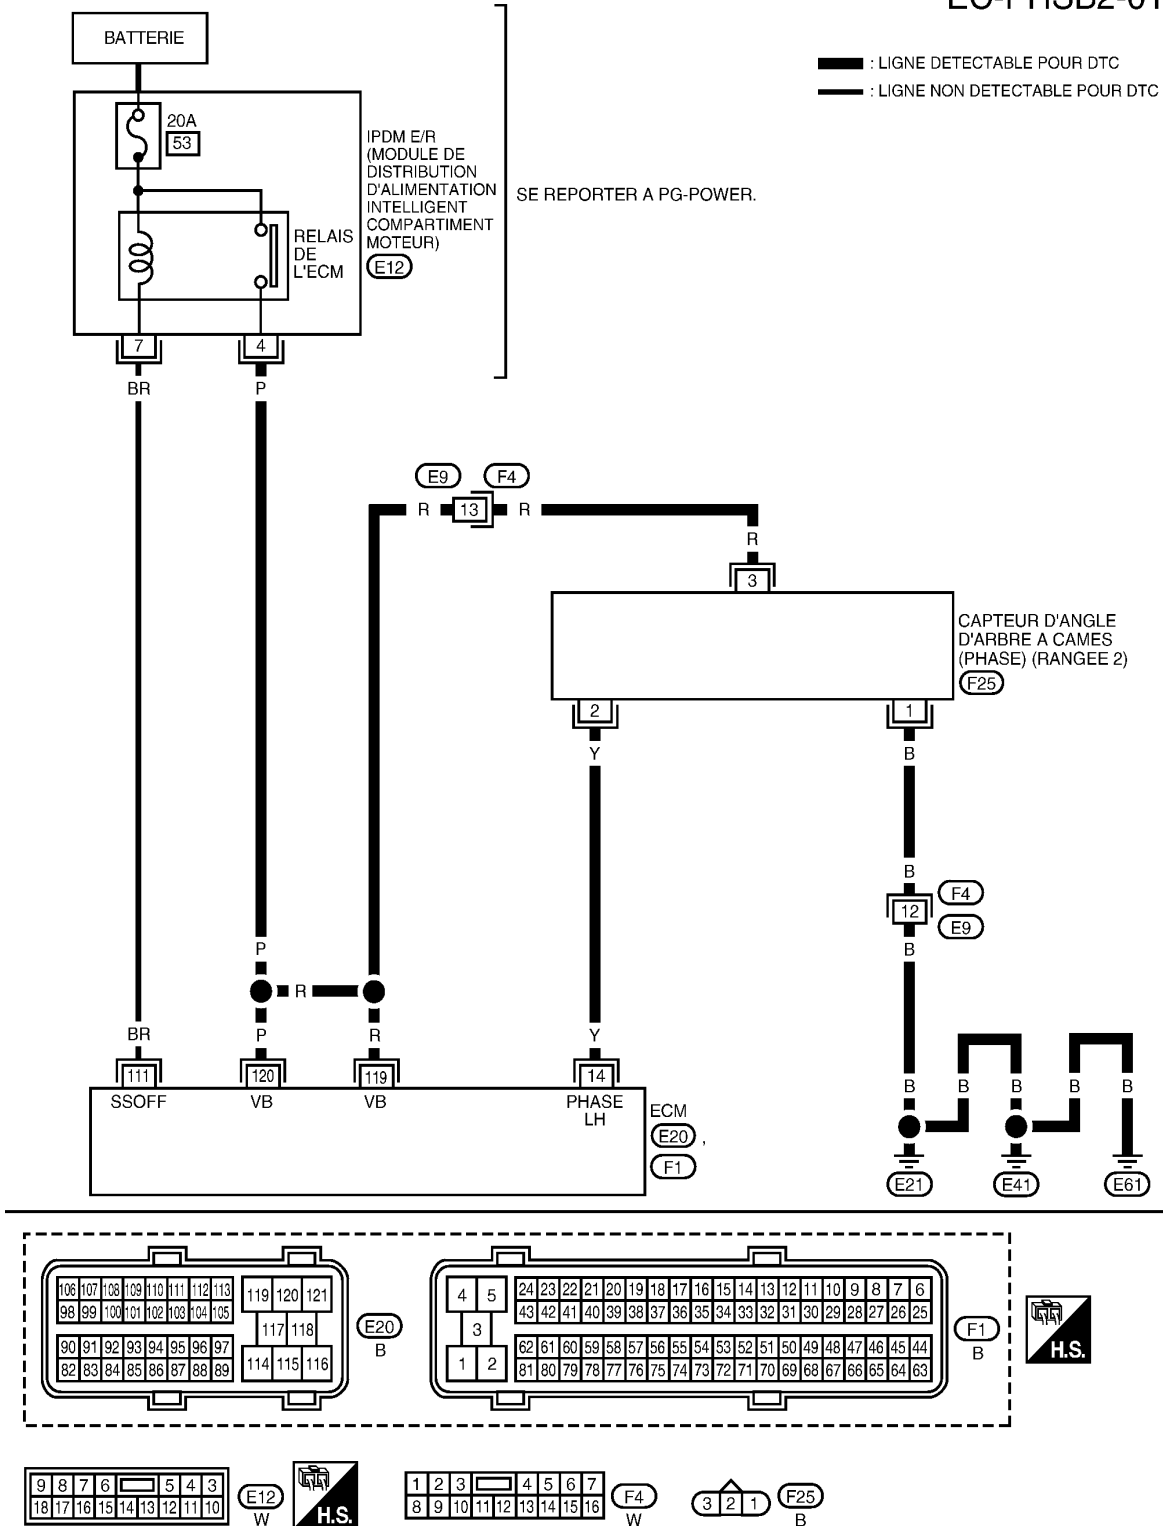 BATTERIE
: LIGNE DETECTABLE POUR DTC
: LIGNE NON DETECTABLE POUR DTC
20A
53
IPDM E/R
(MODULE DE
DISTRIBUTION
D'ALIMENTATION
INTELLIGENT
COMPARTIMENT
MOTEUR)
E12
SE REPORTER A PG-POWER.
RELAIS
DE
L'ECM
7 4
BR P
E9 F4
R 13 R
R
3
CAPTEUR D'ANGLE
D'ARBRE A CAMES
(PHASE) (RANGEE 2)
F25
2 1
Y B
B
12
F4
E9
B
P
R
BR P R Y
B B B B B
111 120 119 14
SSOFF VB VB PHASE
LH
ECM
E20 ,
F1
E21 E41 E61
106 107 108 109 110 111 112 113
98 99 100 101 102 103 104 105
90 91 92 93 94 95 96 97
82 83 84 85 86 87 88 89
119 120 121
117 118
114 115 116
E20
B
4 5
3
1 2
24 23 22 21 20 19 18 17 16 15 14 13 12 11 10 9 8 7 6
43 42 41 40 39 38 37 36 35 34 33 32 31 30 29 28 27 26 25
62 61 60 59 58 57 56 55 54 53 52 51 50 49 48 47 46 45 44
81 80 79 78 77 76 75 74 73 72 71 70 69 68 67 66 65 64 63
F1
B
H.S.
9 8 7 6 5 4 3
18 17 16 15 14 13 12 11 10
E12
W
H.S.
1 2 3 4 5 6 7
8 9 10 11 12 13 14 15 16
F4
W
3 2 1
F25
B